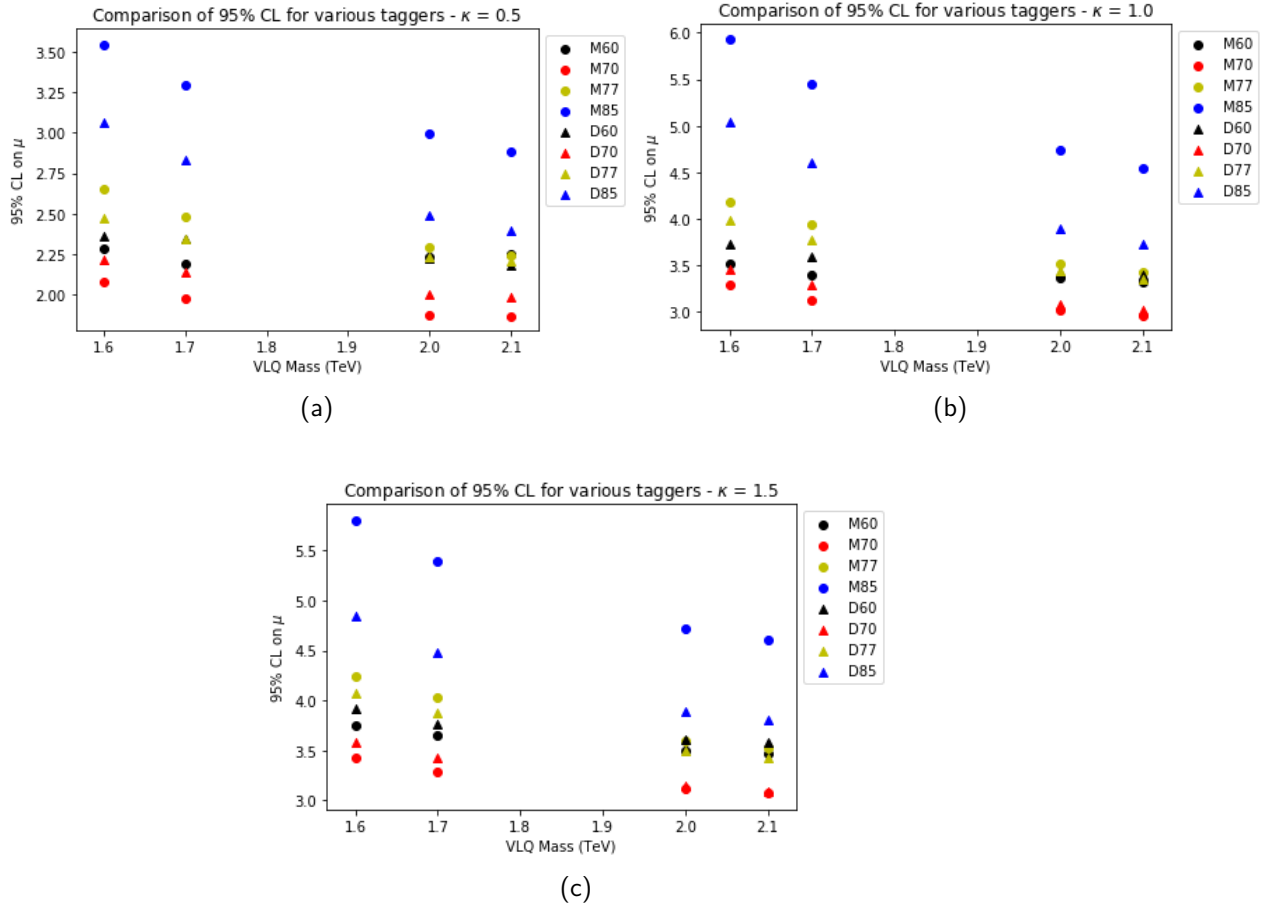 Comparison of 95% CL for various taggers - κ = 0.5
95% CL on μ
3.50
3.25
3.00
2.75
2.50
2.25
2.00
1.6 1.7 1.8 1.9 2.0 2.1
VLQ Mass (TeV)
M60
M70
M77
M85
D60
D70
D77
D85
(a)
Comparison of 95% CL for various taggers - κ = 1.0
95% CL on μ
6.0
5.5
5.0
4.5
4.0
3.5
3.0
1.6 1.7 1.8 1.9 2.0 2.1
VLQ Mass (TeV)
M60
M70
M77
M85
D60
D70
D77
D85
(b)
Comparison of 95% CL for various taggers - κ = 1.5
95% CL on μ
5.5
5.0
4.5
4.0
3.5
3.0
1.6 1.7 1.8 1.9 2.0 2.1
VLQ Mass (TeV)
M60
M70
M77
M85
D60
D70
D77
D85
(c)